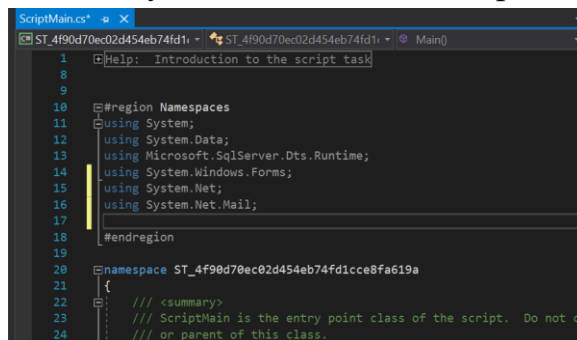 ScriptMain.cs*
ST_4f90d70ec02d454eb74fd1 ST_4f90d70ec02d454eb74fd1 Main()
1 Help: Introduction to the script task
8
9
10 #region Namespaces
11 using System;
12 using System.Data;
13 using Microsoft.SqlServer.Dts.Runtime;
14 using System.Windows.Forms;
15 using System.Net;
16 using System.Net.Mail;
17
18 #endregion
19
20 namespace ST_4f90d70ec02d454eb74fd1cce8fa619a
21 {
22 /// <summary>
23 /// ScriptMain is the entry point class of the script. Do not
24 /// or parent of this class.